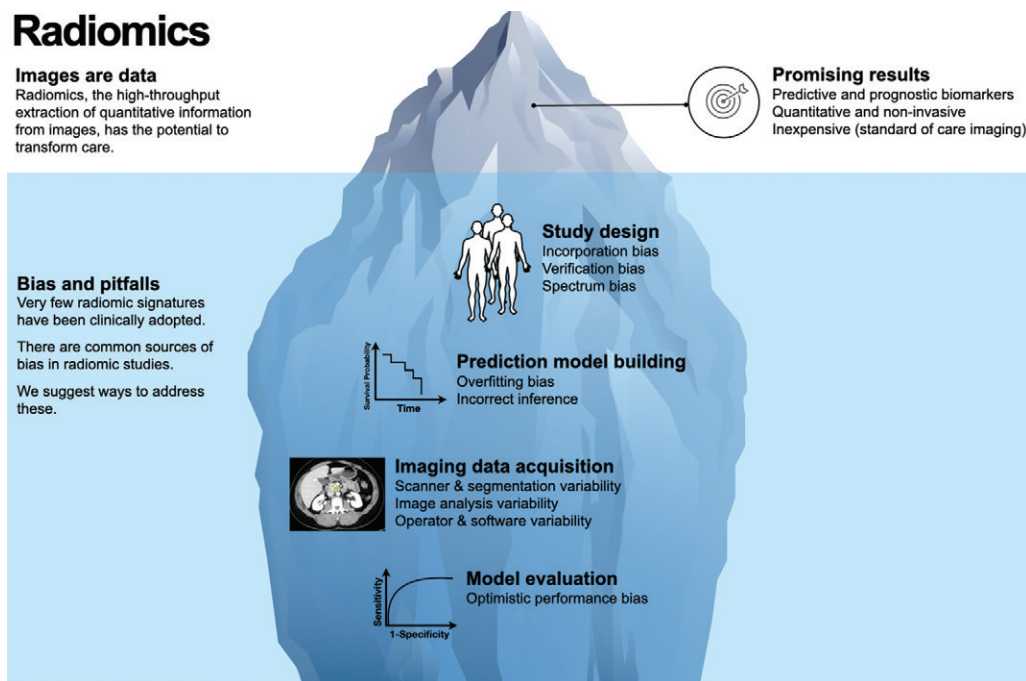 Radiomics
Images are data
Radiomics, the high-throughput
extraction of quantitative information
from images, has the potential to
transform care.
Promising results
Predictive and prognostic biomarkers
Quantitative and non-invasive
Inexpensive (standard of care imaging)
Study design
Incorporation bias
Verification bias
Spectrum bias
Bias and pitfalls
Very few radiomic signatures
have been clinically adopted.
There are common sources of
bias in radiomic studies.
We suggest ways to address
these.
Survival Probability
Time
Prediction model building
Overfitting bias
Incorrect inference
Imaging data acquisition
Scanner & segmentation variability
Image analysis variability
Operator & software variability
Sensitivity
1-Specificity
Model evaluation
Optimistic performance bias